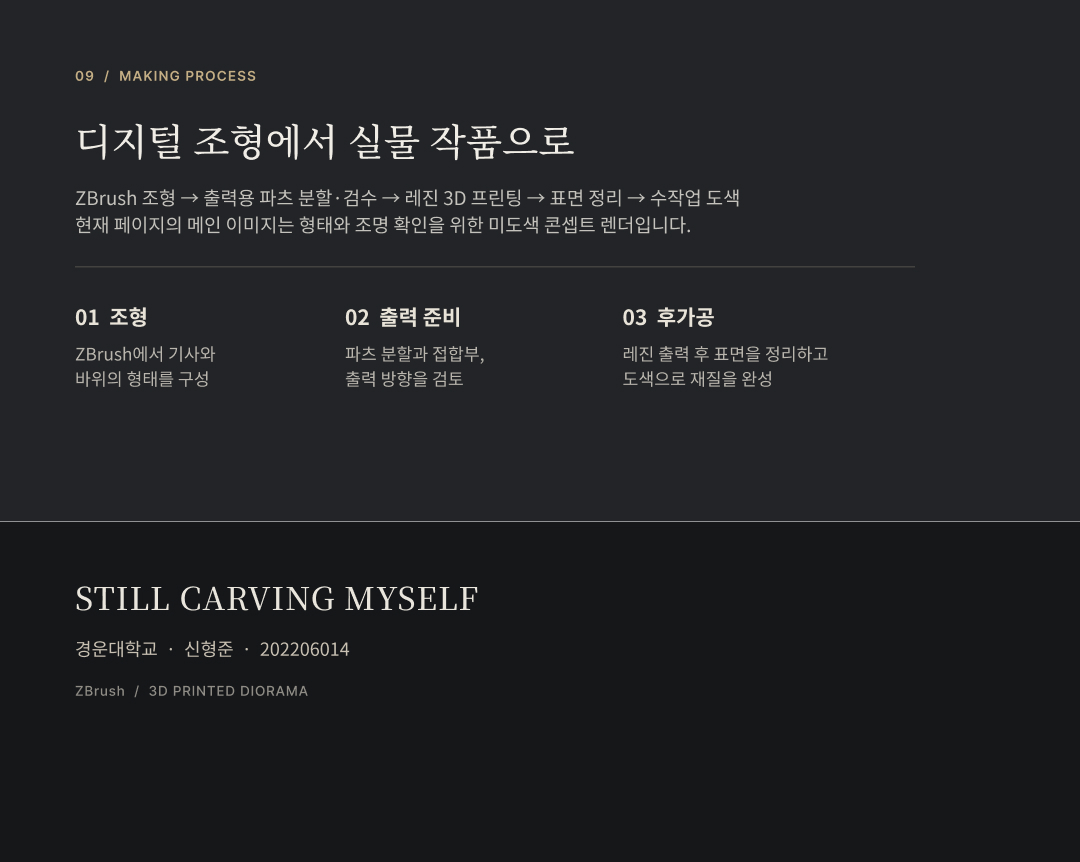 09 / MAKING PROCESS
디지털 조형에서 실물 작품으로
ZBrush 조형 → 출력용 파츠 분할·검수 → 레진 3D 프린팅 → 표면 정리 → 수작업 도색
현재 페이지의 메인 이미지는 형태와 조명 확인을 위한 미도색 콘셉트 렌더입니다.
01 조형
ZBrush에서 기사와
바위의 형태를 구성
02 출력 준비
파츠 분할과 접합부,
출력 방향을 검토
03 후가공
레진 출력 후 표면을 정리하고
도색으로 재질을 완성
STILL CARVING MYSELF
경운대학교 · 신형준 · 202206014
ZBrush / 3D PRINTED DIORAMA